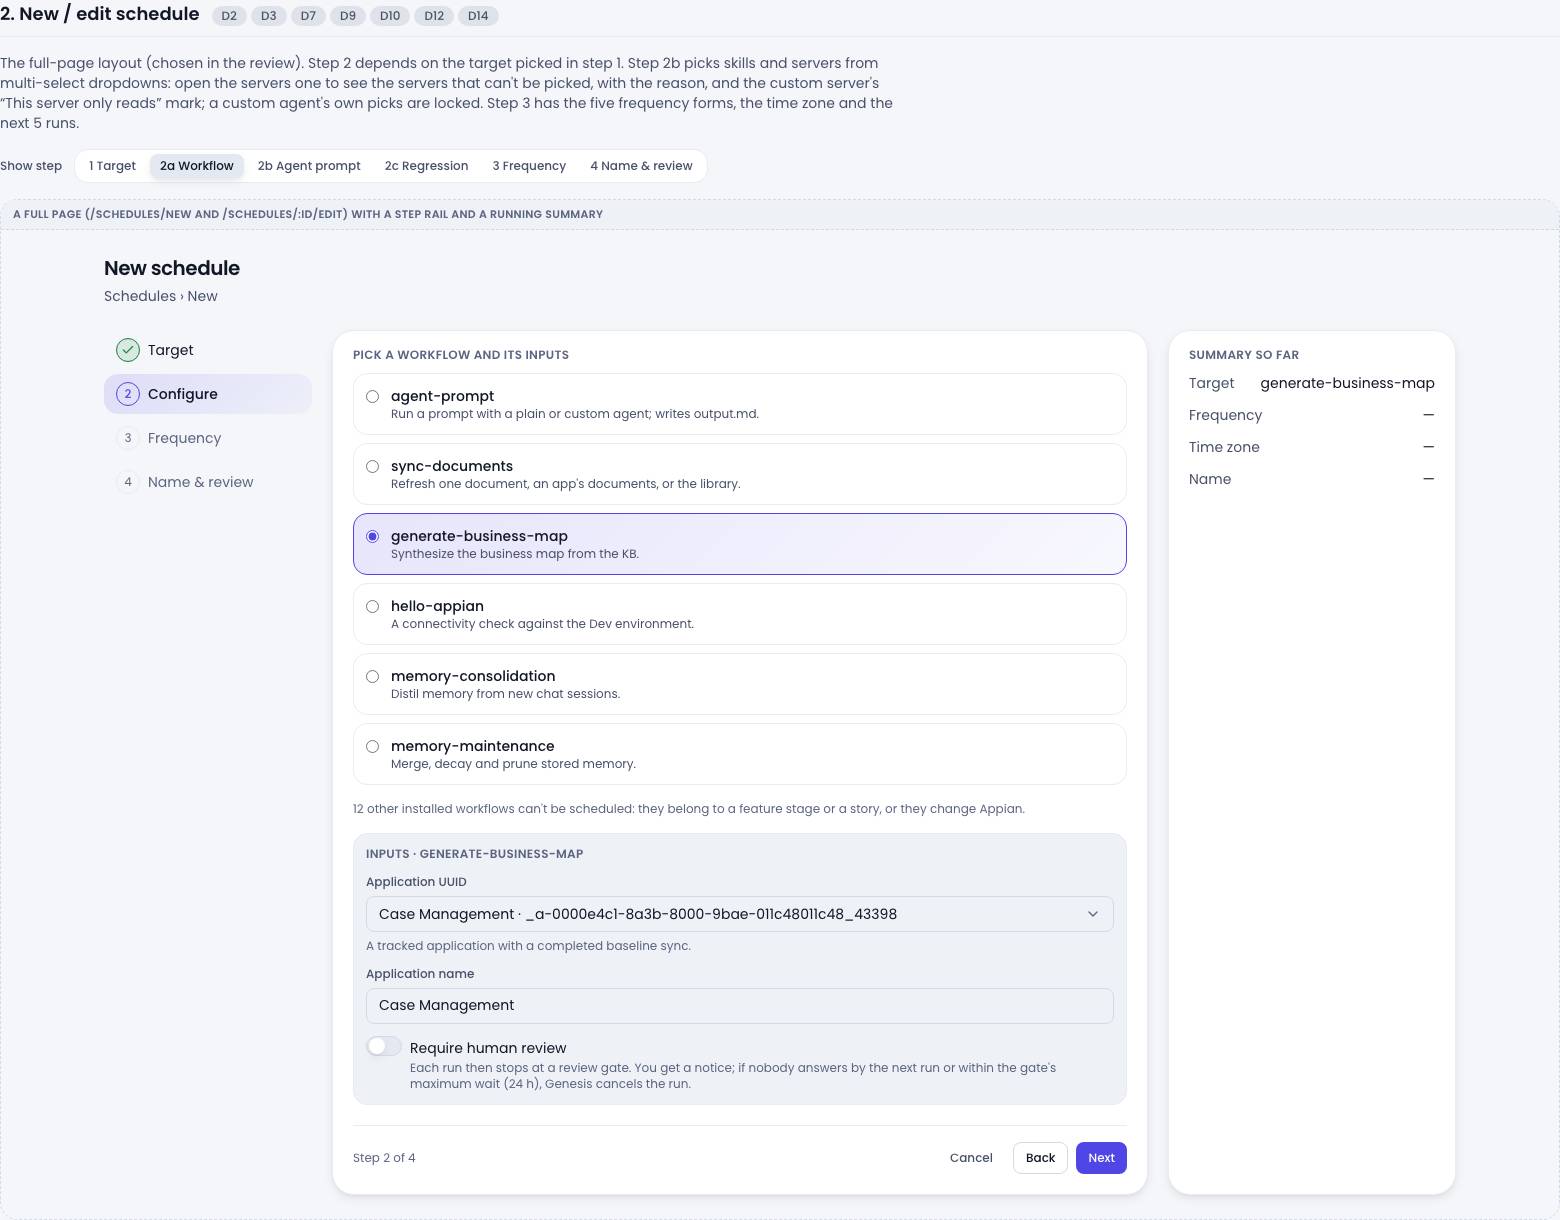 2. New / edit schedule D2 D3 D7 D9 D10 D12 D14
The full-page layout (chosen in the review). Step 2 depends on the target picked in step 1. Step 2b picks skills and servers from
multi-select dropdowns: open the servers one to see the servers that can't be picked, with the reason, and the custom server's
“This server only reads” mark; a custom agent's own picks are locked. Step 3 has the five frequency forms, the time zone and the
next 5 runs.
Show step 1 Target 2a Workflow 2b Agent prompt 2c Regression 3 Frequency 4 Name & review
A FULL PAGE (/SCHEDULES/NEW AND /SCHEDULES/:ID/EDIT) WITH A STEP RAIL AND A RUNNING SUMMARY
New schedule
Schedules › New
Target
2 Configure
3 Frequency
4 Name & review
PICK A WORKFLOW AND ITS INPUTS
agent-prompt
Run a prompt with a plain or custom agent; writes output.md.
sync-documents
Refresh one document, an app's documents, or the library.
generate-business-map
Synthesize the business map from the KB.
hello-appian
A connectivity check against the Dev environment.
memory-consolidation
Distil memory from new chat sessions.
memory-maintenance
Merge, decay and prune stored memory.
12 other installed workflows can't be scheduled: they belong to a feature stage or a story, or they change Appian.
INPUTS · GENERATE-BUSINESS-MAP
Application UUID
Case Management · _a-0000e4c1-8a3b-8000-9bae-011c48011c48_43398
A tracked application with a completed baseline sync.
Application name
Case Management
Require human review
Each run then stops at a review gate. You get a notice; if nobody answers by the next run or within the gate's
maximum wait (24 h), Genesis cancels the run.
Step 2 of 4 Cancel Back Next
SUMMARY SO FAR
Target generate-business-map
Frequency —
Time zone —
Name —